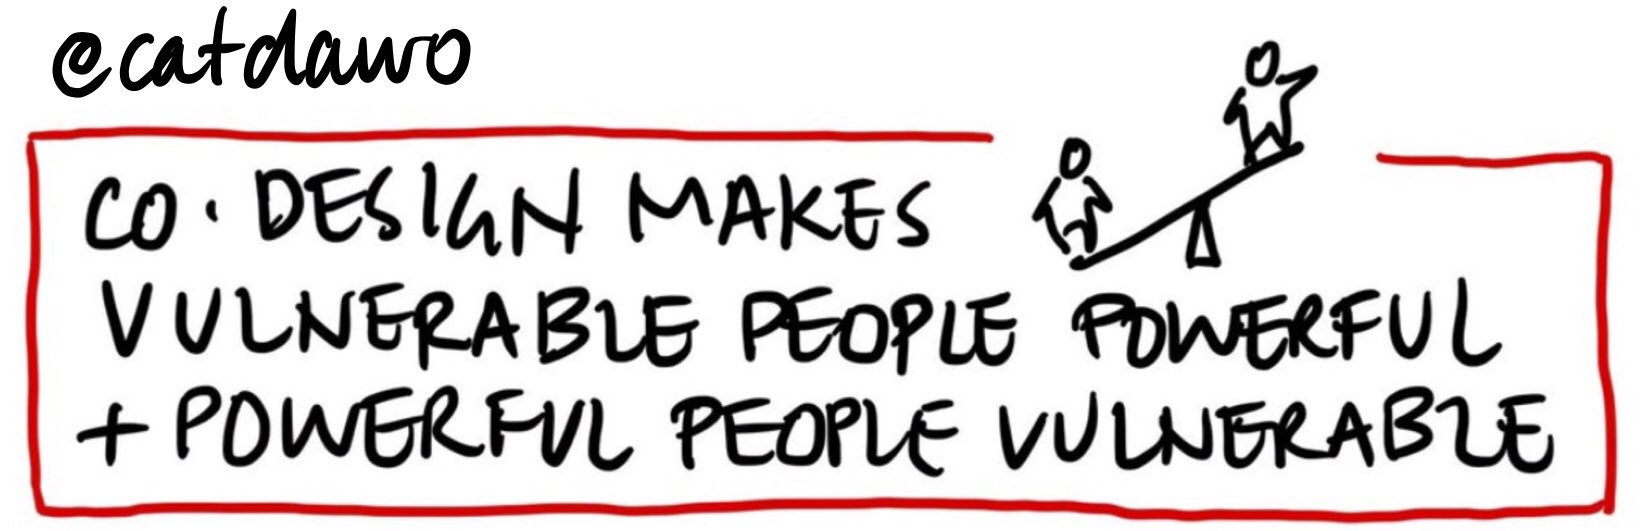 @catdawo
CO·DESIGN MAKES
VULNERABLE PEOPLE POWERFUL
+ POWERFUL PEOPLE VULNERABLE